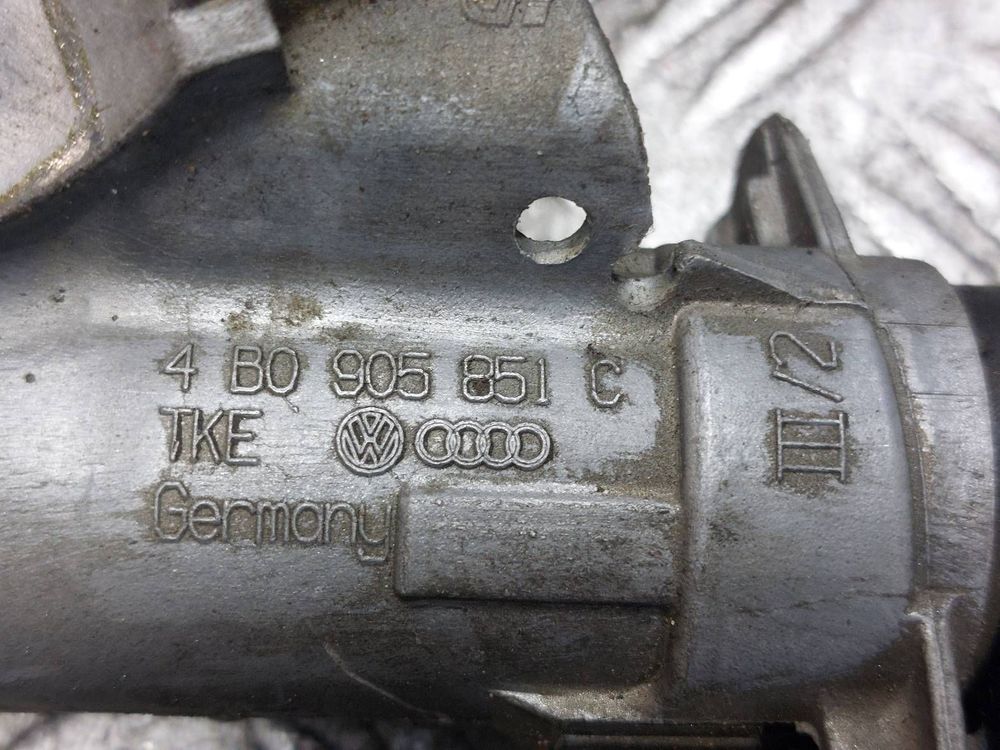 4 B0 905 851 C
TKE
Germany
III/2